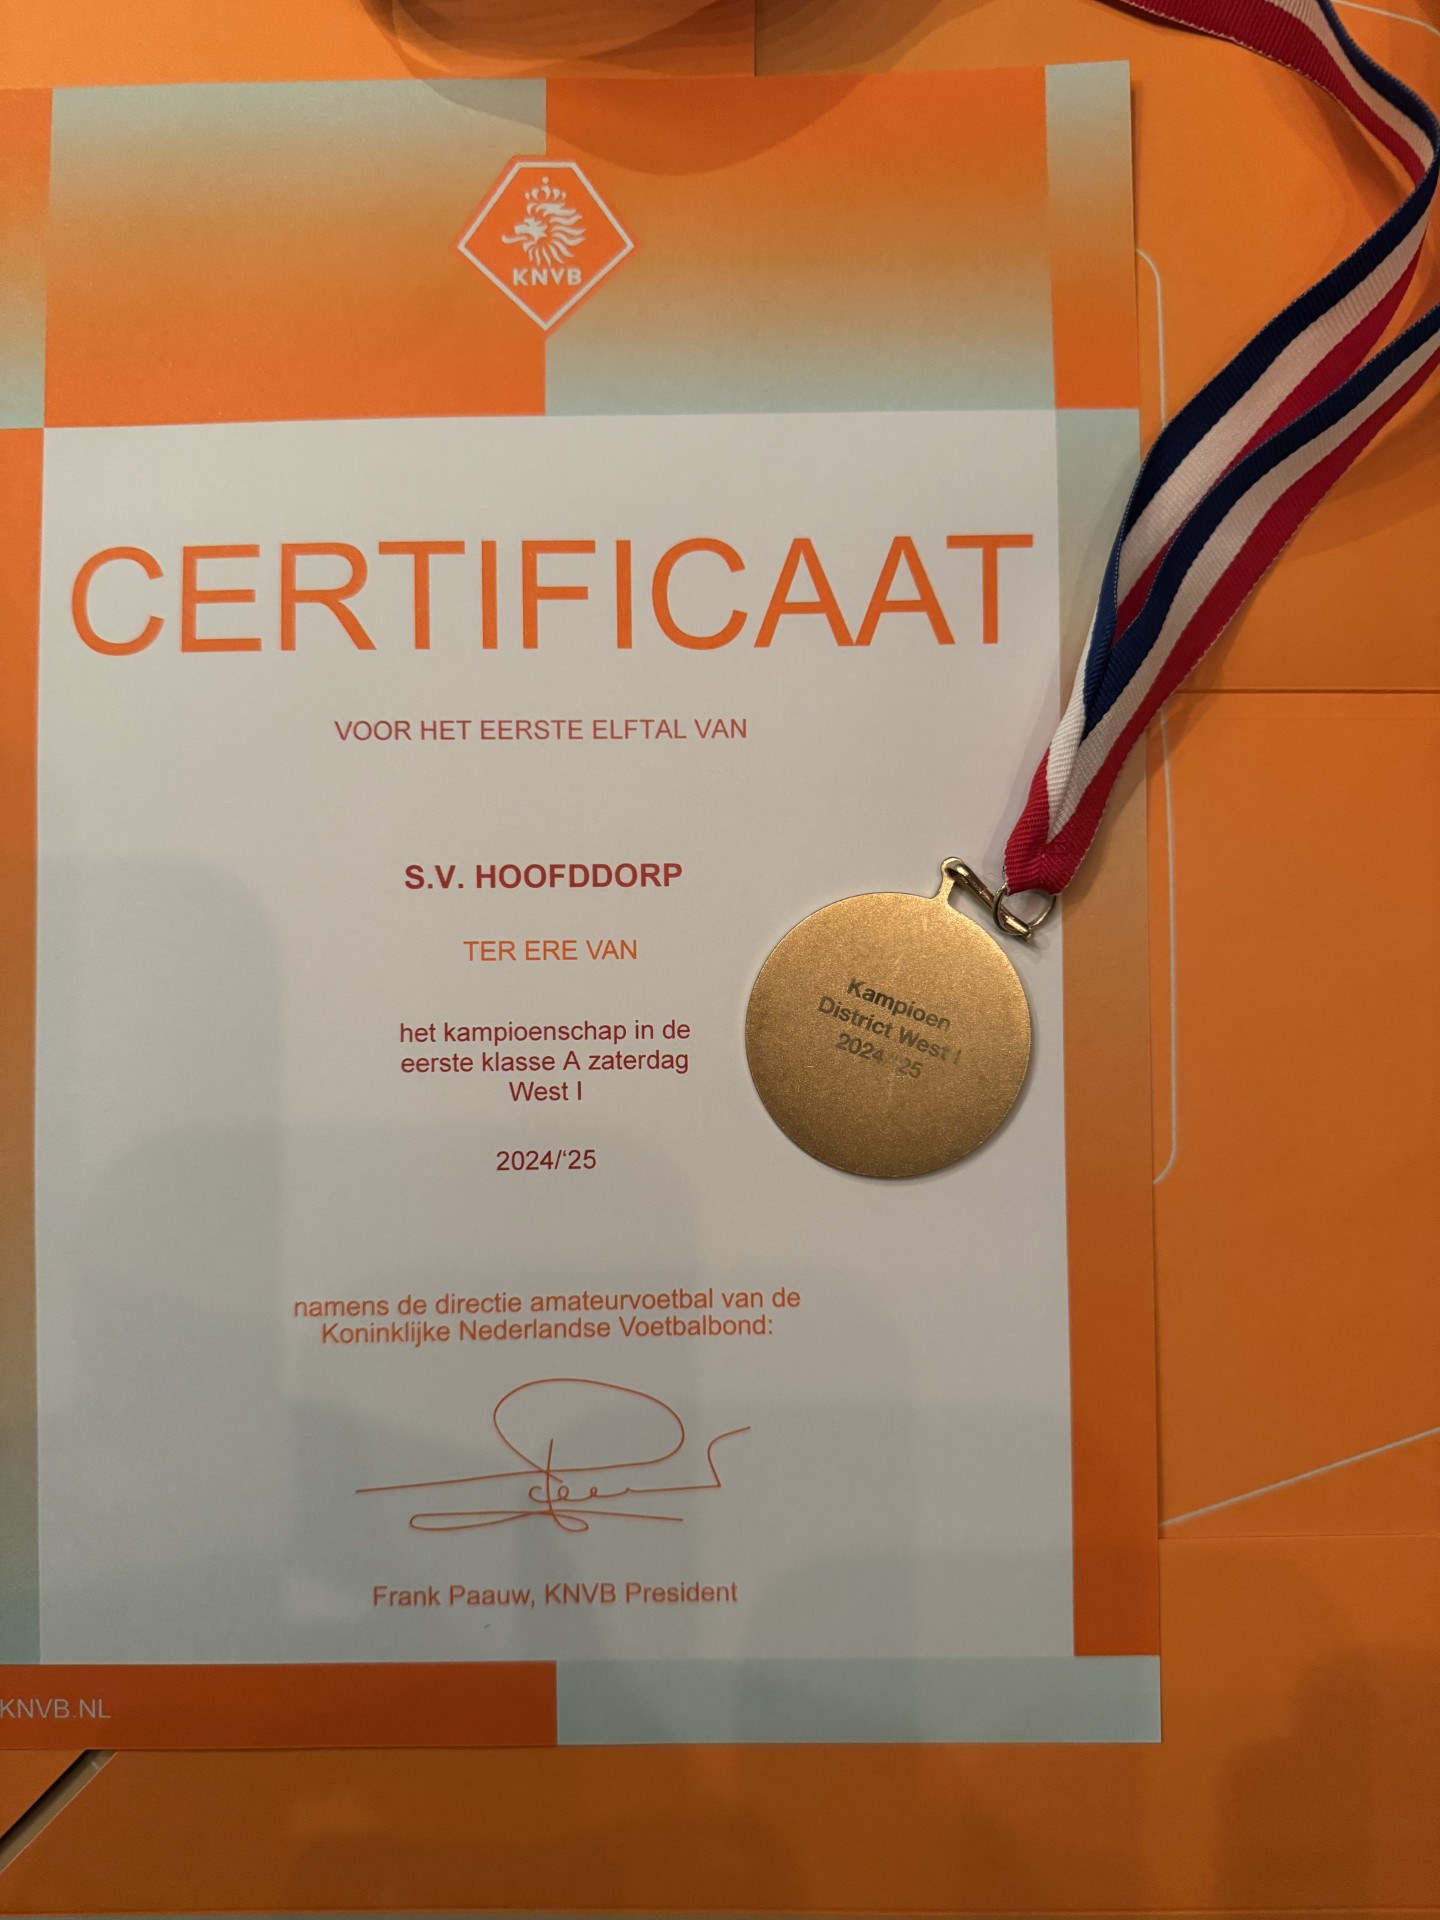 KNVB
CERTIFICAAT
VOOR HET EERSTE ELFTAL VAN
S.V. HOOFDDORP
TER ERE VAN
het kampioenschap in de
eerste klasse A zaterdag
West I
2024/‘25
Kampioen
District West I
2024 '25
namens de directie amateurvoetbal van de
Koninklijke Nederlandse Voetbalbond:
Frank Paauw, KNVB President
KNVB.NL